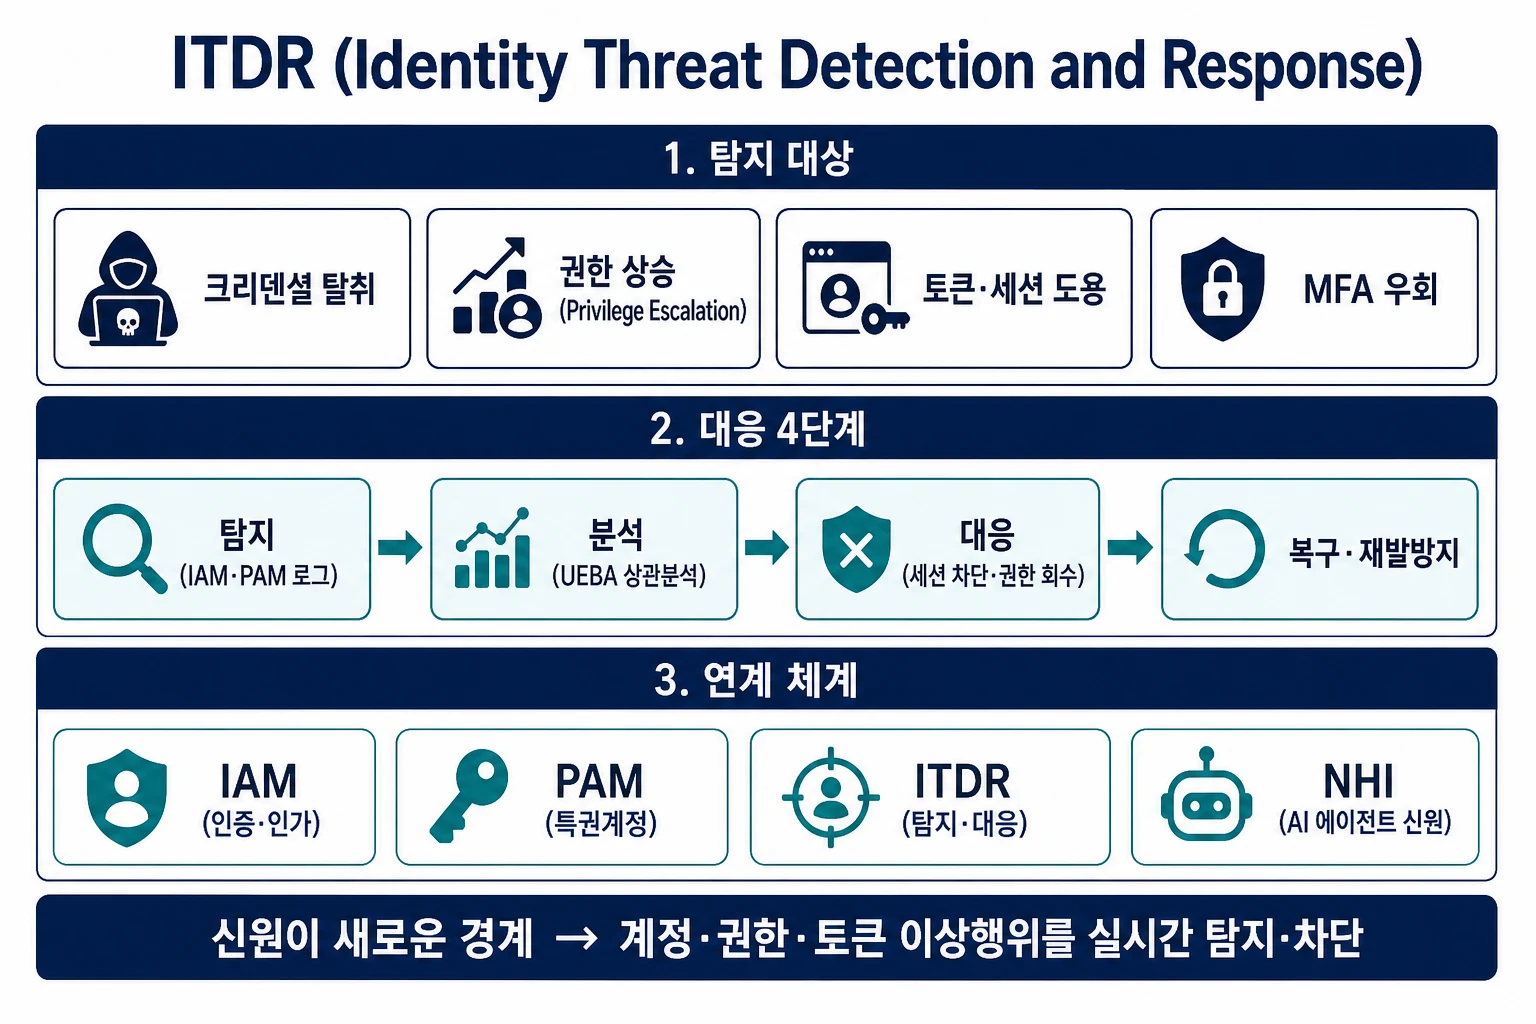 ITDR (Identity Threat Detection and Response)
1. 탐지 대상
크리덴셜 탈취
권한 상승
(Privilege Escalation)
토큰·세션 도용
MFA 우회
2. 대응 4단계
탐지
(IAM·PAM 로그)
분석
(UEBA 상관분석)
대응
(세션 차단·권한 회수)
복구·재발방지
3. 연계 체계
IAM
(인증·인가)
PAM
(특권계정)
ITDR
(탐지·대응)
NHI
(AI 에이전트 신원)
신원이 새로운 경계 → 계정·권한·토큰 이상행위를 실시간 탐지·차단